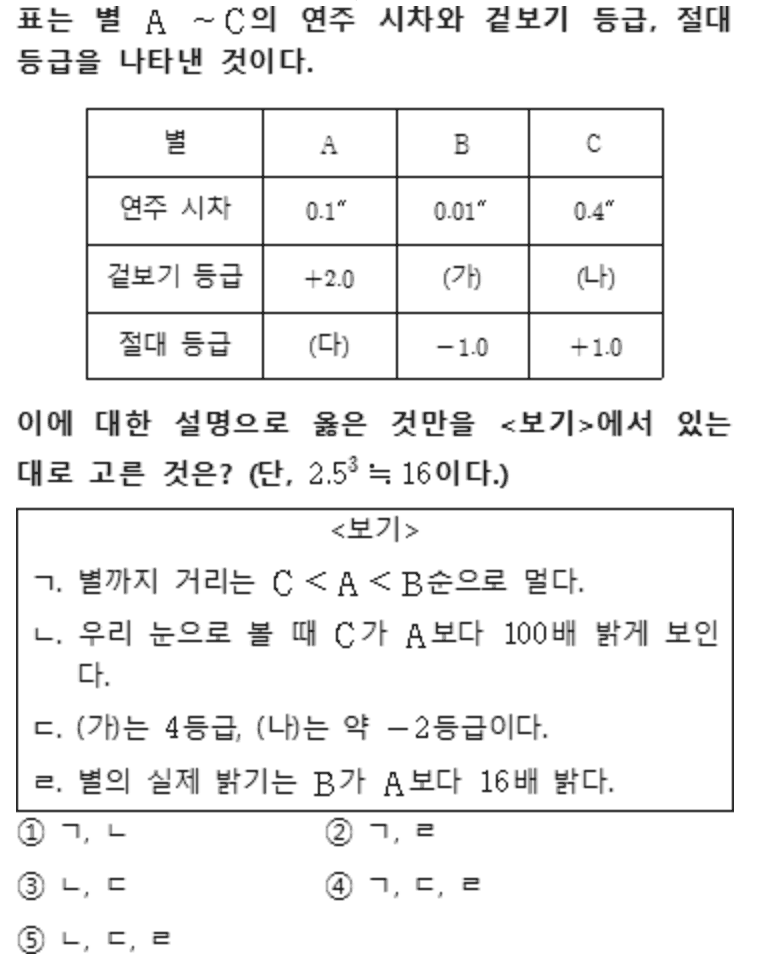 표는 별 A ~C의 연주 시차와 겉보기 등급, 절대
등급을 나타낸 것이다.
별 A B C
연주 시차 0.1″ 0.01″ 0.4″
겉보기 등급 +2.0 (가) (나)
절대 등급 (다) −1.0 +1.0
이에 대한 설명으로 옳은 것만을 <보기>에서 있는
대로 고른 것은? (단, 2.5³ ≒ 16이다.)
<보기>
ㄱ. 별까지 거리는 C < A < B순으로 멀다.
ㄴ. 우리 눈으로 볼 때 C가 A보다 100배 밝게 보인
다.
ㄷ. (가)는 4등급, (나)는 약 −2등급이다.
ㄹ. 별의 실제 밝기는 B가 A보다 16배 밝다.
① ㄱ, ㄴ ② ㄱ, ㄹ
③ ㄴ, ㄷ ④ ㄱ, ㄷ, ㄹ
⑤ ㄴ, ㄷ, ㄹ